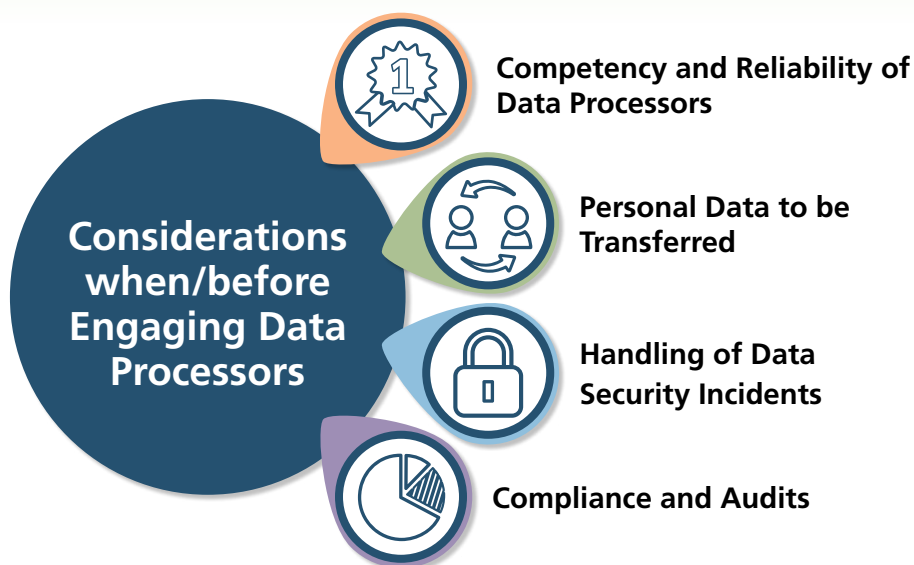 Considerations
when/before
Engaging Data
Processors
1
Competency and Reliability of
Data Processors
Personal Data to be
Transferred
Handling of Data
Security Incidents
Compliance and Audits